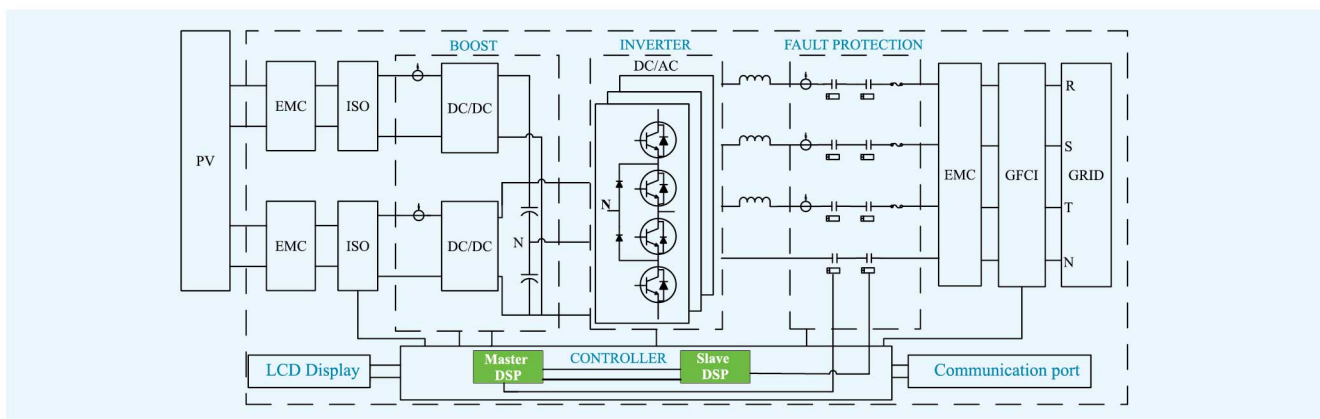 BOOST
INVERTER
FAULT PROTECTION
DC/AC
PV
EMC
ISO
DC/DC
EMC
ISO
DC/DC
N
N
EMC
GFCI
GRID
R
S
T
N
CONTROLLER
Master
DSP
Slave
DSP
LCD Display
Communication port